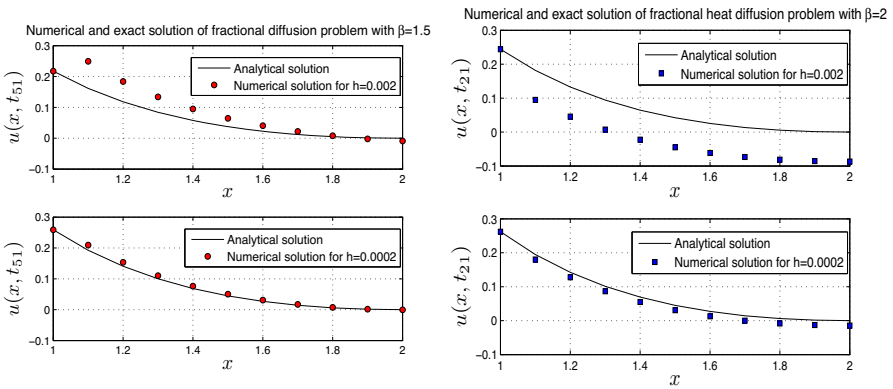 Numerical and exact solution of fractional diffusion problem with β=1.5
0.3
0.2
0.1
0
−0.1
u(x, t51)
Analytical solution
Numerical solution for h=0.002
1
1.2
1.4
1.6
1.8
2
x
0.3
0.2
0.1
0
−0.1
u(x, t51)
Analytical solution
Numerical solution for h=0.0002
1
1.2
1.4
1.6
1.8
2
x
Numerical and exact solution of fractional heat diffusion problem with β=2
0.3
0.2
0.1
0
−0.1
u(x, t21)
Analytical solution
Numerical solution for h=0.002
1
1.2
1.4
1.6
1.8
2
x
0.3
0.2
0.1
0
−0.1
u(x, t21)
Analytical solution
Numerical solution for h=0.0002
1
1.2
1.4
1.6
1.8
2
x